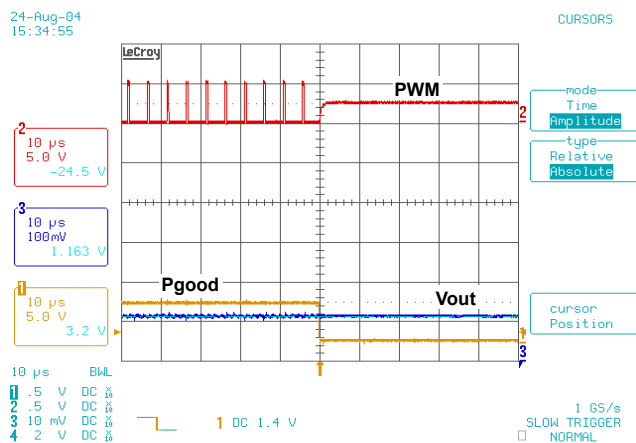 24-Aug-04
15:34:55
CURSORS
LeCroy
PWM
mode
Time
Amplitude
type
Relative
Absolute
2
2
10 µs
5.0 V
-24.5 V
3
10 µs
100mV
1.163 V
1
10 µs
5.0 V
3.2 V
Pgood
Vout
cursor
Position
1
3
10 µs BWL
1 .5 V DC
2 .5 V DC
3 10 mV DC
4 2 V DC
1 DC 1.4 V
1 GS/s
SLOW TRIGGER
NORMAL